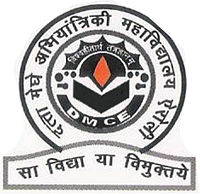 दत्ता मेघे अभियांत्रिकी महाविद्यालय ऐरोली
DMCE
सा विद्या या विमुक्तये